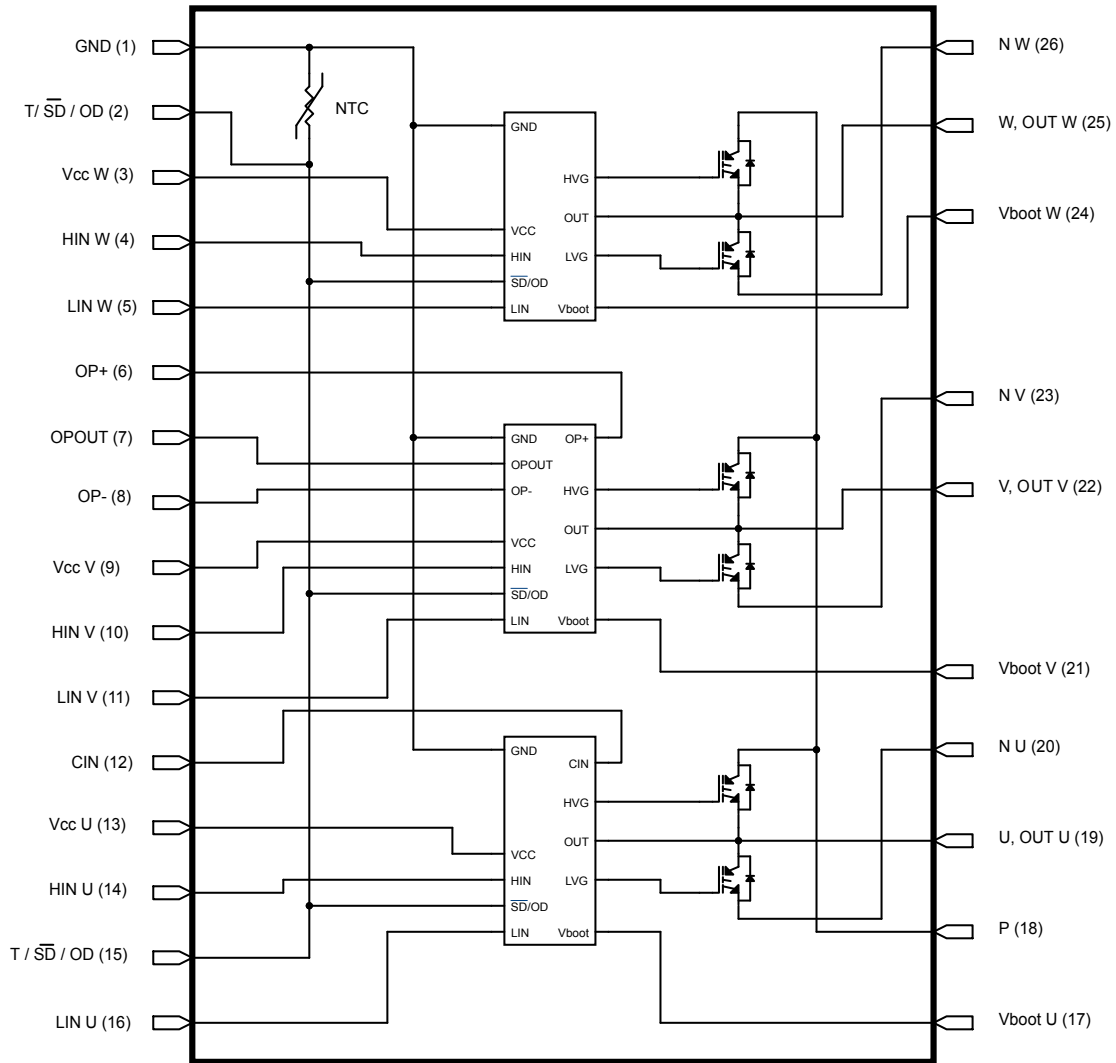 GND (1)
T/ SD / OD (2)
Vcc W (3)
HIN W (4)
LIN W (5)
OP+ (6)
OPOUT (7)
OP- (8)
Vcc V (9)
HIN V (10)
LIN V (11)
CIN (12)
Vcc U (13)
HIN U (14)
T / SD / OD (15)
LIN U (16)
NTC
GND
HVG
OUT
VCC
HIN
LVG
SD/OD
LIN
Vboot
GND
OP+
OPOUT
OP-
HVG
OUT
VCC
HIN
LVG
SD/OD
LIN
Vboot
GND
CIN
HVG
OUT
VCC
HIN
LVG
SD/OD
LIN
Vboot
N W (26)
W, OUT W (25)
Vboot W (24)
N V (23)
V, OUT V (22)
Vboot V (21)
N U (20)
U, OUT U (19)
P (18)
Vboot U (17)